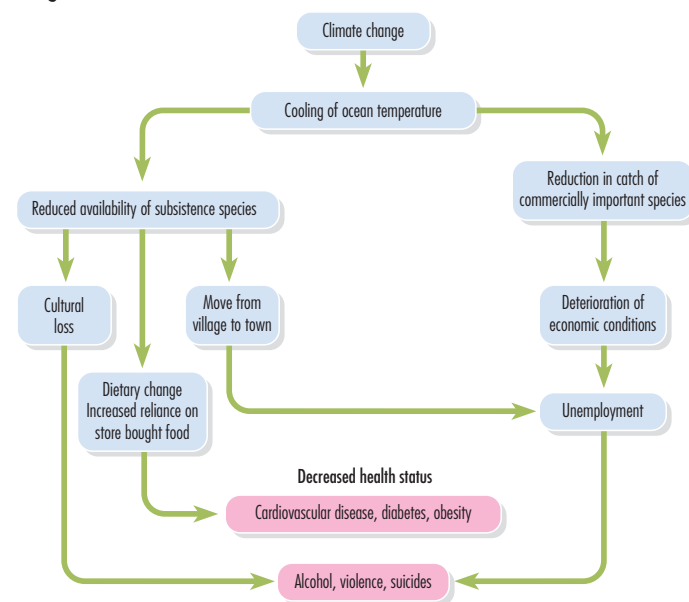 Climate change
Cooling of ocean temperature
Reduction in catch of
commercially important species
Reduced availability of subsistence species
Cultural
loss
Move from
village to town
Deterioration of
economic conditions
Dietary change
Increased reliance on
store bought food
Unemployment
Decreased health status
Cardiovascular disease, diabetes, obesity
Alcohol, violence, suicides